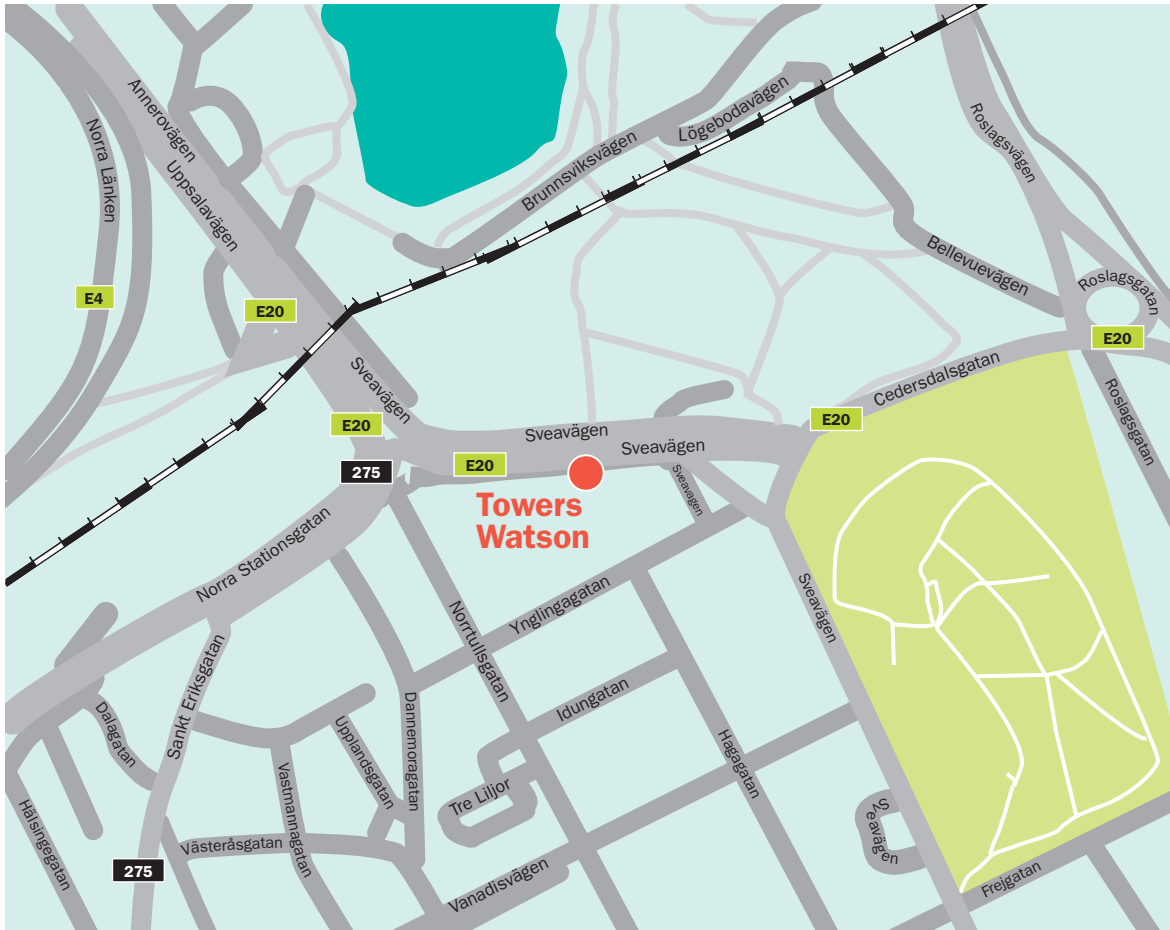 Annerovägen
Norra Länken
Uppsalavägen
Lögebodavägen
Brunnsviksvägen
Roslagsvägen
Bellevuevägen
Roslagsgatan
E4
E20
E20
Sveavägen
Cedersdalsgatan
Roslagsgatan
E20
E20
Sveavägen
Sveavägen
275
E20
Sveavägen
Towers
Watson
Norra Stationsgatan
Ynglingagatan
Norrtullsgatan
Sveavägen
Sankt Eriksgatan
Idungatan
Dalagatan
Dannemoragatan
Upplandsgatan
Hagagatan
Vastmannagatan
Tre Liljor
Sveavägen
Hälsingegatan
Västeråsgatan
275
Vanadisvägen
Frejgatan